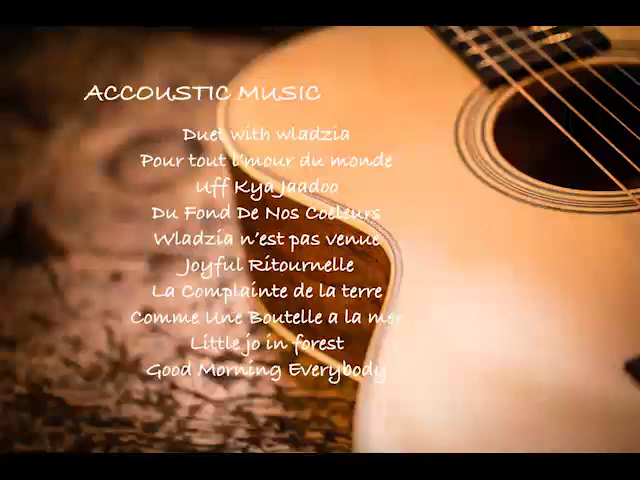 ACCOUSTIC MUSIC
Duet with wladzia
Pour tout l'mour du monde
Uff Kya Jaadoo
Du Fond De Nos Coeleurs
Wladzia n'est pas venue
Joyful Ritournelle
La Complainte de la terre
Comme Une Boutelle a la mer
Little jo in forest
Good Morning Everybody